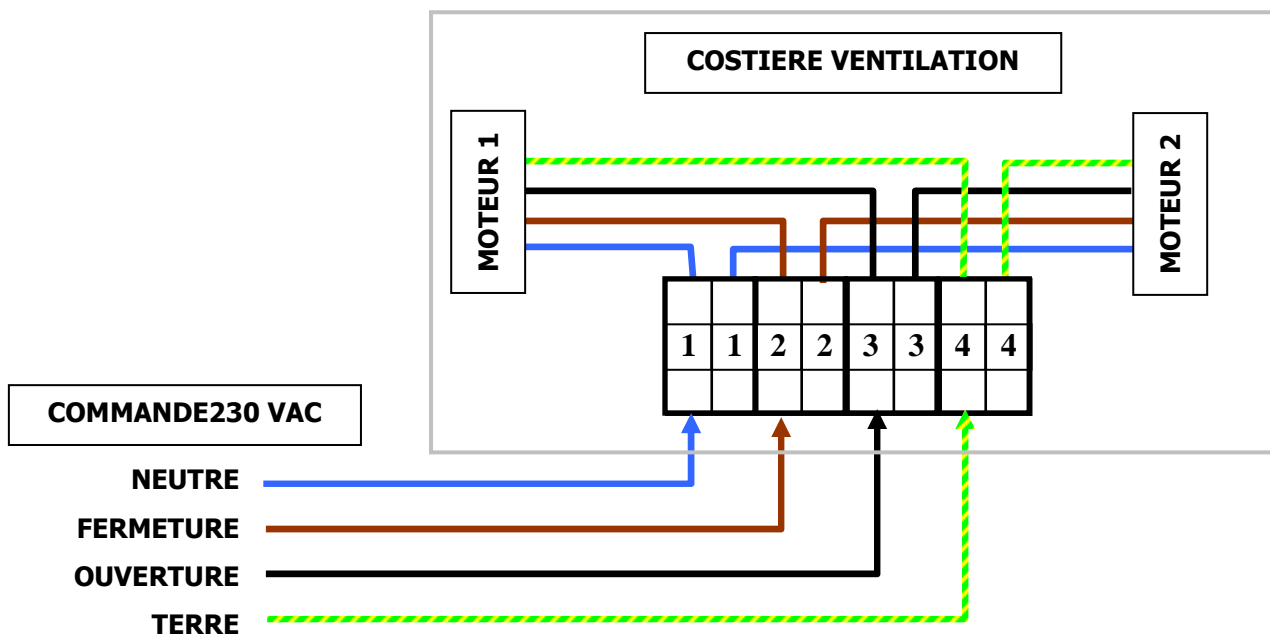 COSTIERE VENTILATION
MOTEUR 1
MOTEUR 2
1 1 2 2 3 3 4 4
COMMANDE230 VAC
NEUTRE
FERMETURE
OUVERTURE
TERRE